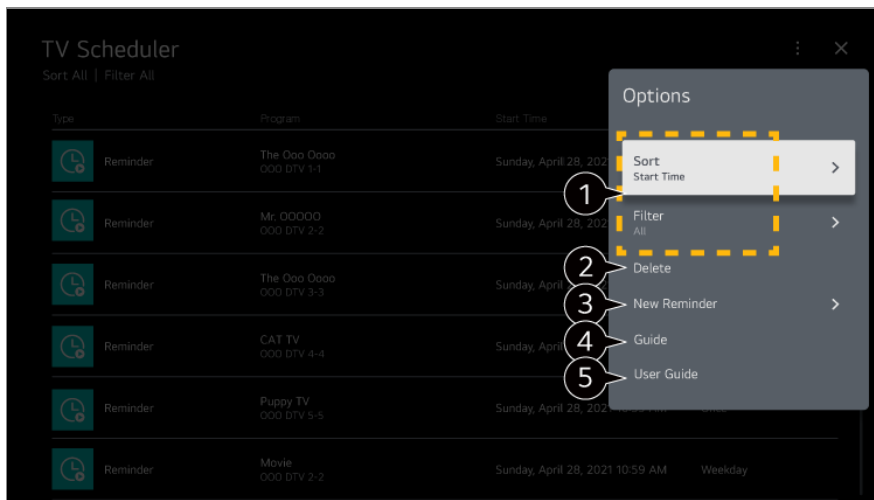 TV Scheduler
Sort All | Filter All
Type Program Start Time
Reminder
The Ooo Oooo
OOO DTV 1-1
Sunday, April 28, 202
Reminder
Mr. OOOOO
OOO DTV 2-2
Sunday, April 28, 202
Reminder
The Ooo Oooo
OOO DTV 3-3
Sunday, April
Reminder
CAT TV
OOO DTV 4-4
Sunday, April
Reminder
Puppy TV
OOO DTV 5-5
Sunday, April 28, 2021 10:59 AM
Reminder
Movie
OOO DTV 2-2
Sunday, April 28, 2021 10:59 AM
Weekday
Options
1
Sort
Start Time
Filter
All
2
Delete
3
New Reminder
4
Guide
5
User Guide